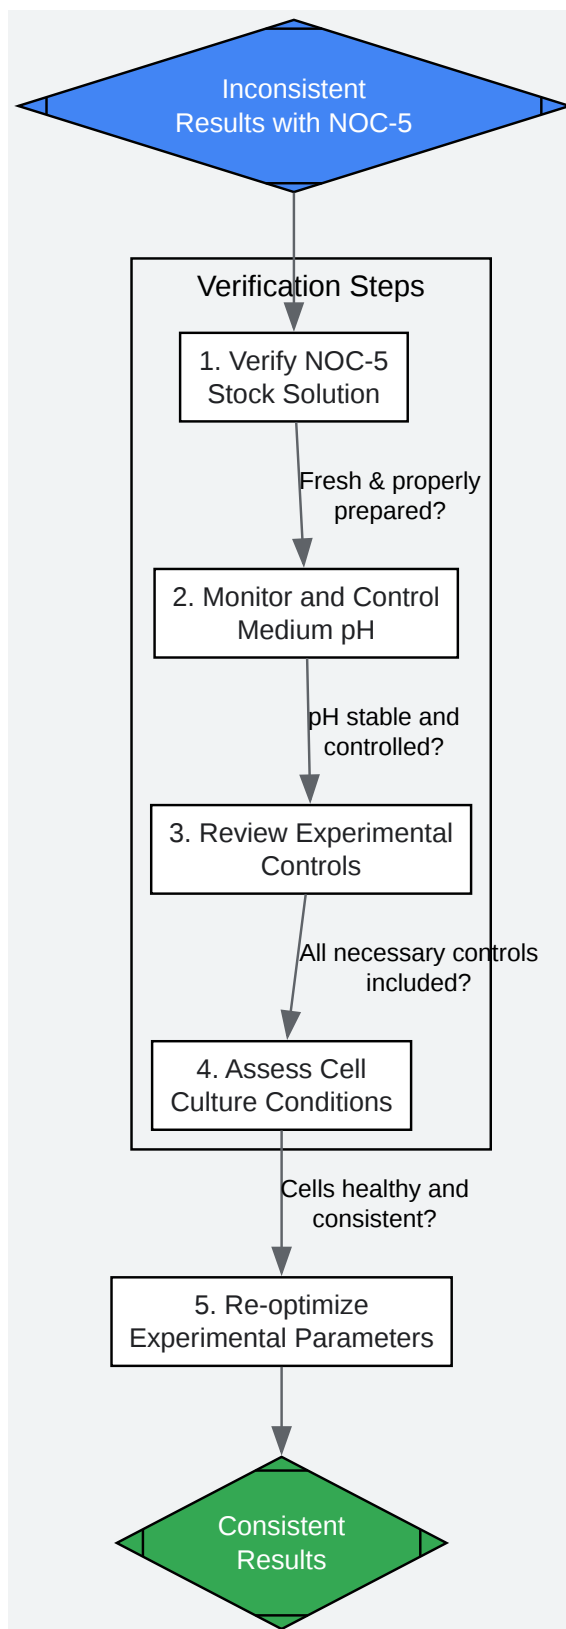 Inconsistent
Results with NOC-5
Verification Steps
1. Verify NOC-5
Stock Solution
Fresh & properly
prepared?
2. Monitor and Control
Medium pH
pH stable and
controlled?
3. Review Experimental
Controls
All necessary controls
included?
4. Assess Cell
Culture Conditions
Cells healthy and
consistent?
5. Re-optimize
Experimental Parameters
Consistent
Results